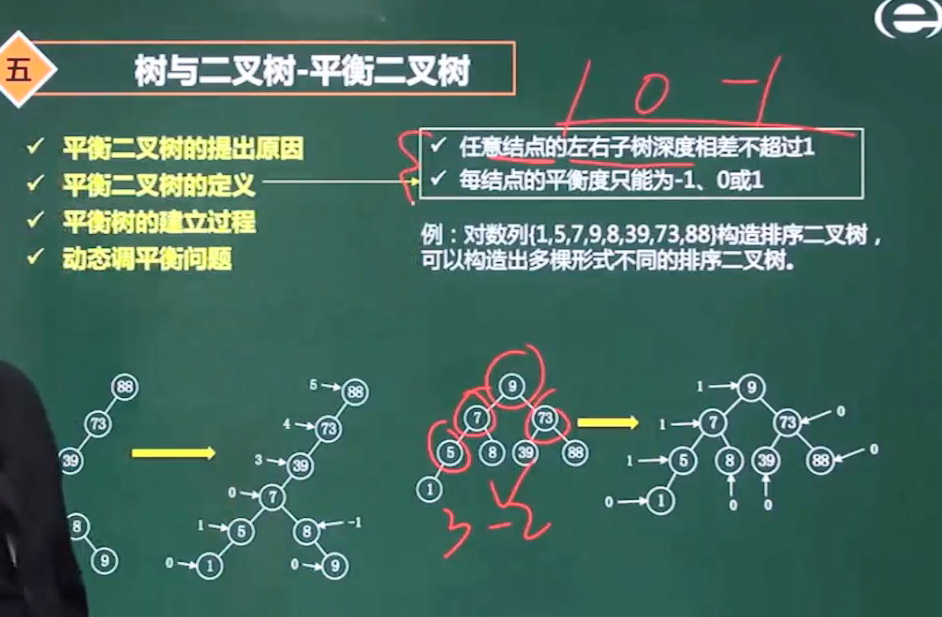 五
树与二叉树-平衡二叉树
1 0 -1
✓ 平衡二叉树的提出原因
✓ 平衡二叉树的定义
✓ 平衡树的建立过程
✓ 动态调平衡问题
✓ 任意结点的左右子树深度相差不超过1
✓ 每结点的平衡度只能为-1、0或1
例：对数列{1,5,7,9,8,39,73,88}构造排序二叉树，
可以构造出多棵形式不同的排序二叉树。
88
73
39
8
9
5 88
4 73
3 39
0 7
1 5 8 -1
0 1 0 9
9
7 73
5 8 39 88
1
3-2
1 9
1 7 73 0
1 5 8 39 88 0
0 1 0 0